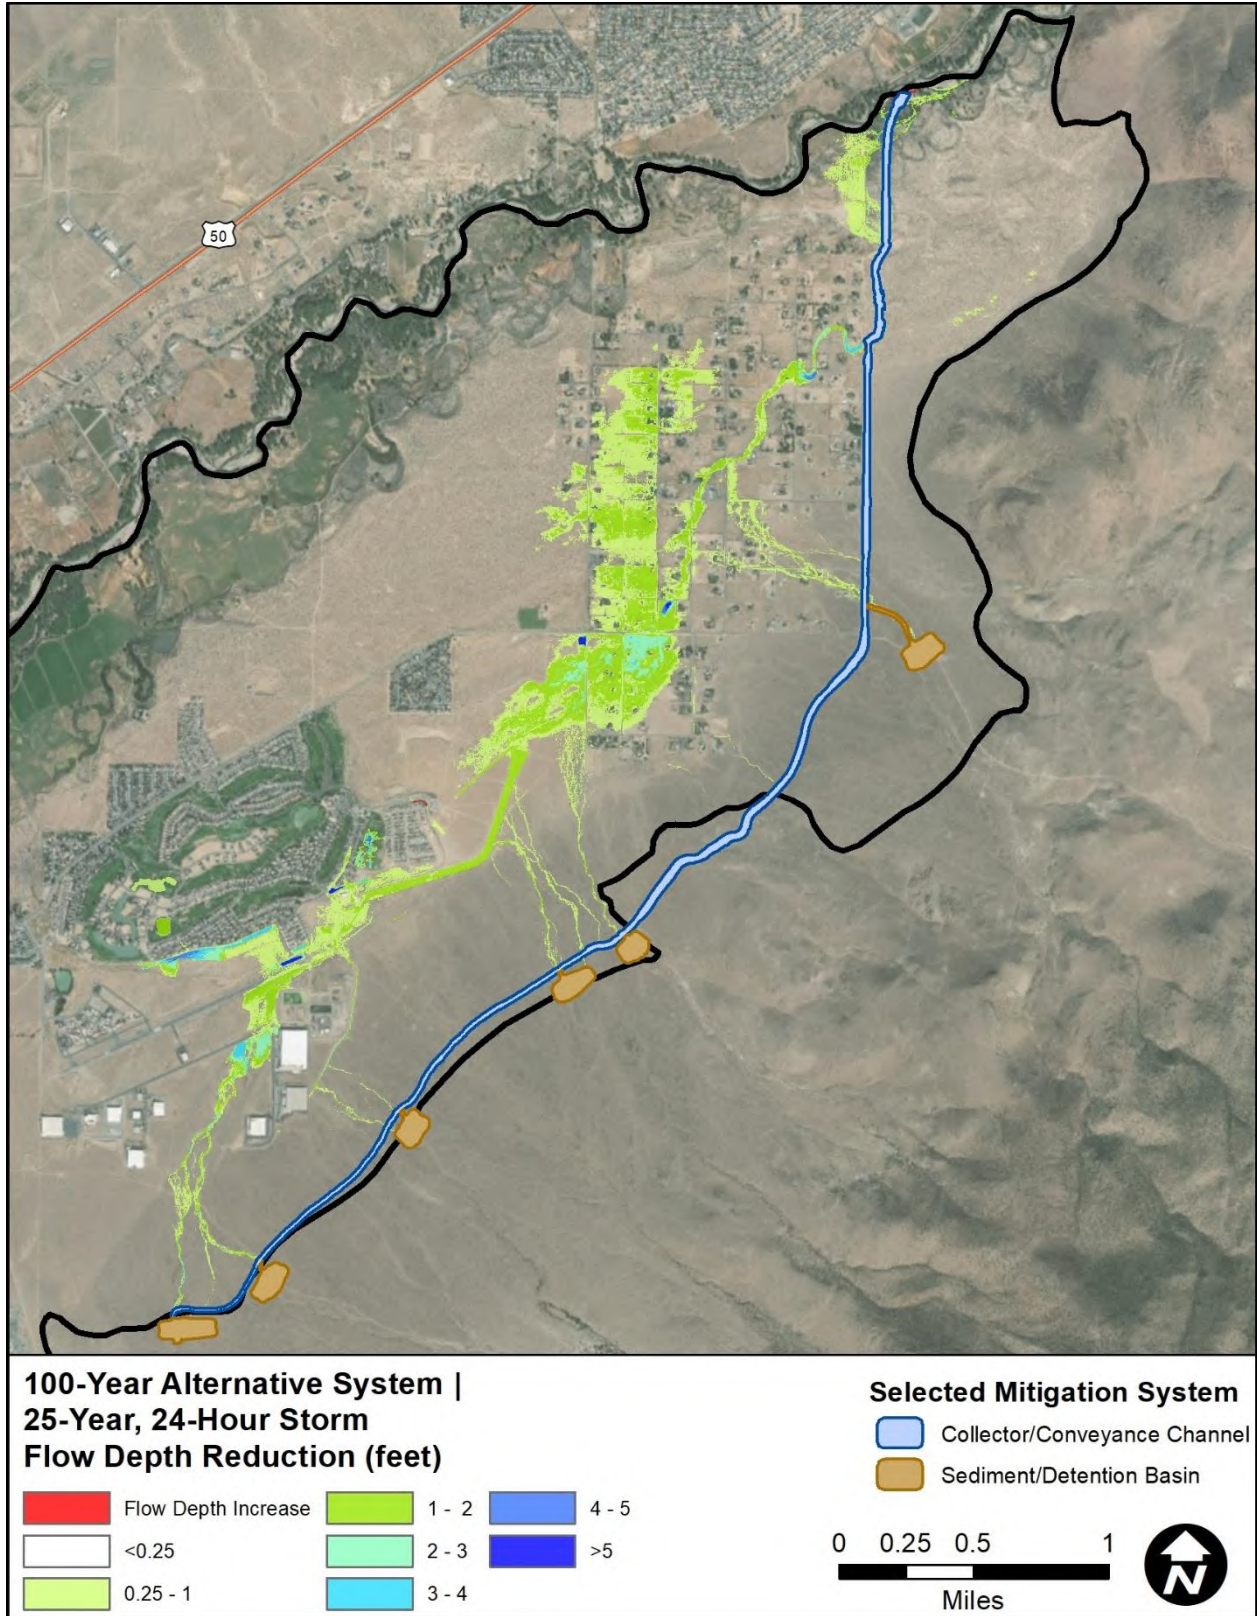 50
100-Year Alternative System |
25-Year, 24-Hour Storm
Flow Depth Reduction (feet)
Flow Depth Increase
<0.25
0.25 - 1
1 - 2
2 - 3
3 - 4
4 - 5
>5
Selected Mitigation System
Collector/Conveyance Channel
Sediment/Detention Basin
0 0.25 0.5 1
Miles
N